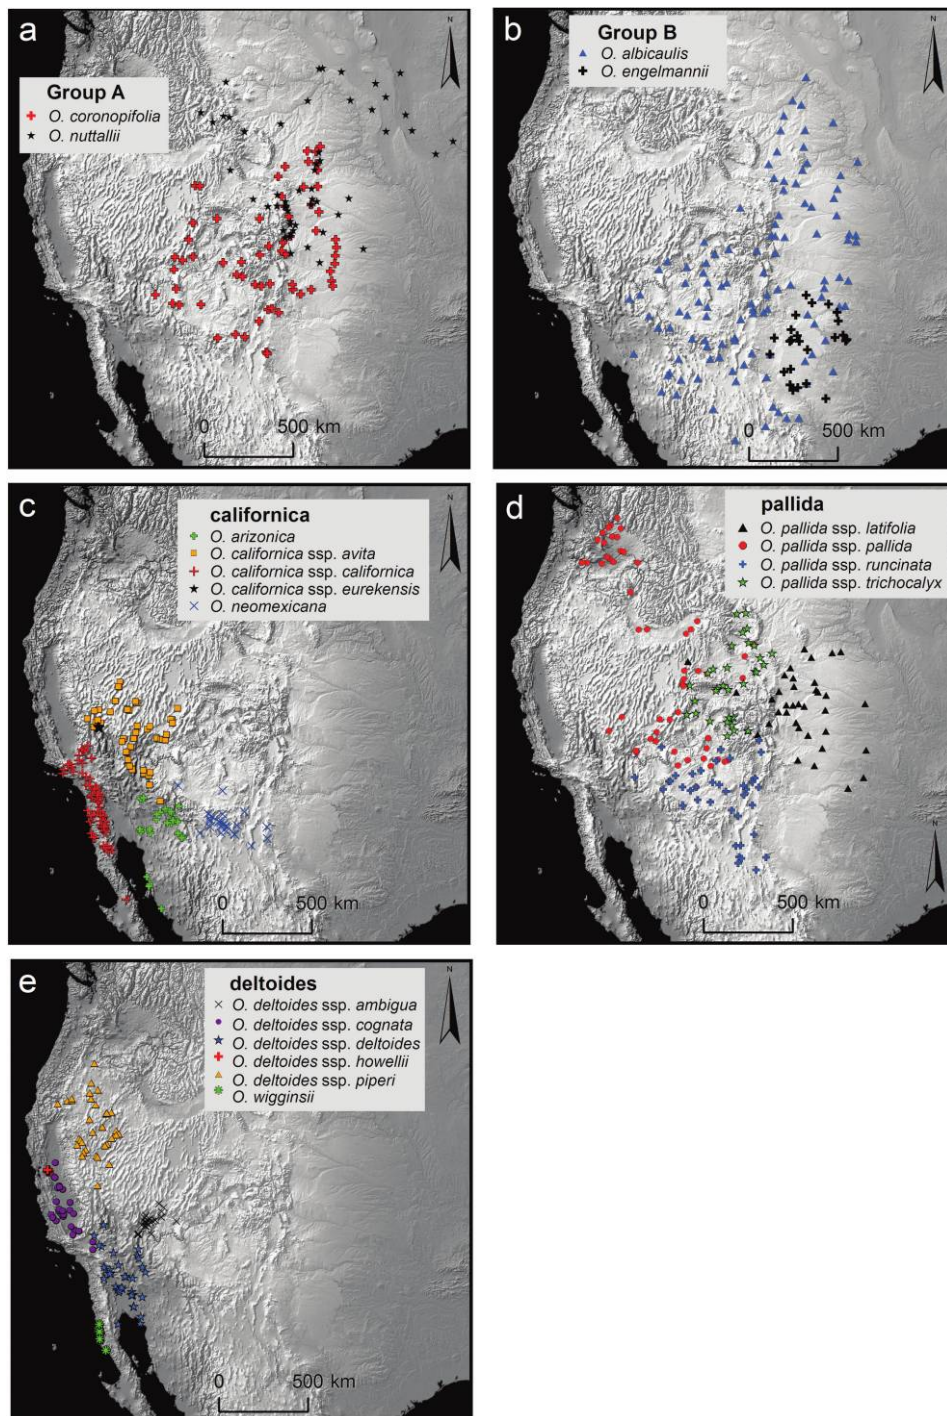 a
Group A
O. coronopifolia
O. nuttallii
N
0 500 km
b
Group B
O. albicaulis
O. engelmannii
N
0 500 km
c
californica
O. arizonica
O. californica ssp. avita
O. californica ssp. californica
O. californica ssp. eurekensis
O. neomexicana
N
0 500 km
d
pallida
O. pallida ssp. latifolia
O. pallida ssp. pallida
O. pallida ssp. runcinata
O. pallida ssp. trichocalyx
N
0 500 km
e
deltoides
O. deltoides ssp. ambigua
O. deltoides ssp. cognata
O. deltoides ssp. deltoides
O. deltoides ssp. howellii
O. deltoides ssp. piperi
O. wigginsii
N
0 500 km